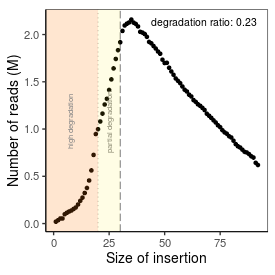 degradation ratio: 0.23
Number of reads (M)
2.0
1.5
1.0
0.5
0.0
high degradation
partial degradation
0
25
50
75
Size of insertion